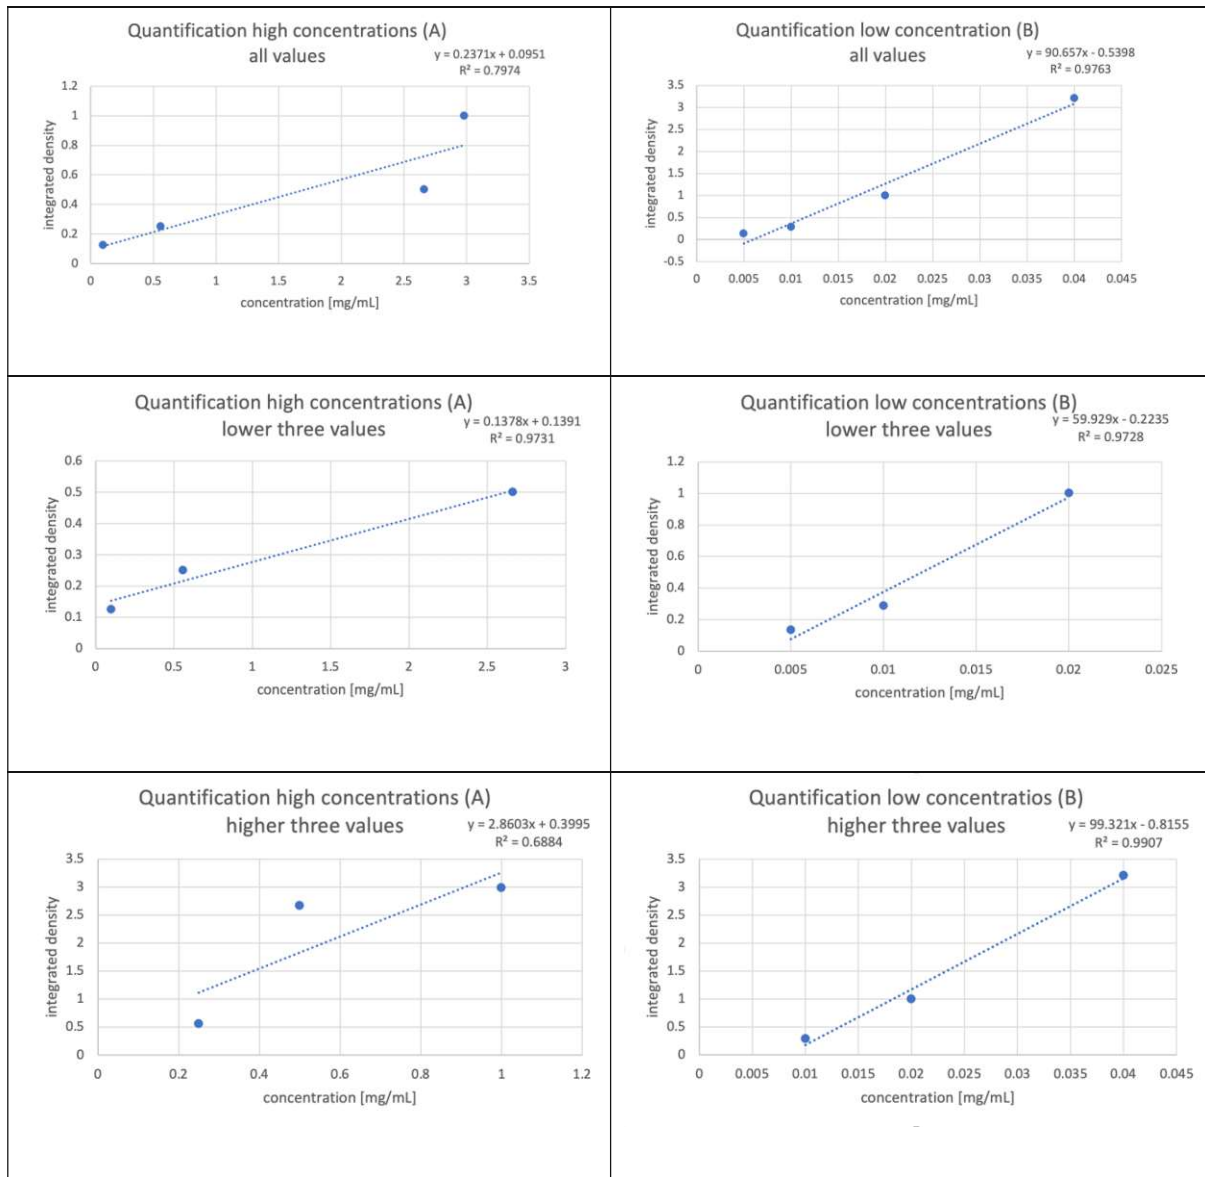 Quantification high concentrations (A)
all values
y = 0.2371x + 0.0951
R² = 0.7974
1.2
1
0.8
0.6
0.4
0.2
0
integrated density
0 0.5 1 1.5 2 2.5 3 3.5
concentration [mg/mL]
Quantification low concentration (B)
all values
y = 90.657x - 0.5398
R² = 0.9763
3.5
3
2.5
2
1.5
1
0.5
0
-0.5
integrated density
0 0.005 0.01 0.015 0.02 0.025 0.03 0.035 0.04 0.045
concentration [mg/mL]
Quantification high concentrations (A)
lower three values
y = 0.1378x + 0.1391
R² = 0.9731
0.6
0.5
0.4
0.3
0.2
0.1
0
integrated density
0 0.5 1 1.5 2 2.5 3
concentration [mg/mL]
Quantification low concentrations (B)
lower three values
y = 59.929x - 0.2235
R² = 0.9728
1.2
1
0.8
0.6
0.4
0.2
0
integrated density
0 0.005 0.01 0.015 0.02 0.025
concentration [mg/mL]
Quantification high concentrations (A)
higher three values
y = 2.8603x + 0.3995
R² = 0.6884
3.5
3
2.5
2
1.5
1
0.5
0
integrated density
0 0.2 0.4 0.6 0.8 1 1.2
concentration [mg/mL]
Quantification low concentratios (B)
higher three values
y = 99.321x - 0.8155
R² = 0.9907
3.5
3
2.5
2
1.5
1
0.5
0
integrated density
0 0.005 0.01 0.015 0.02 0.025 0.03 0.035 0.04 0.045
concentration [mg/mL]